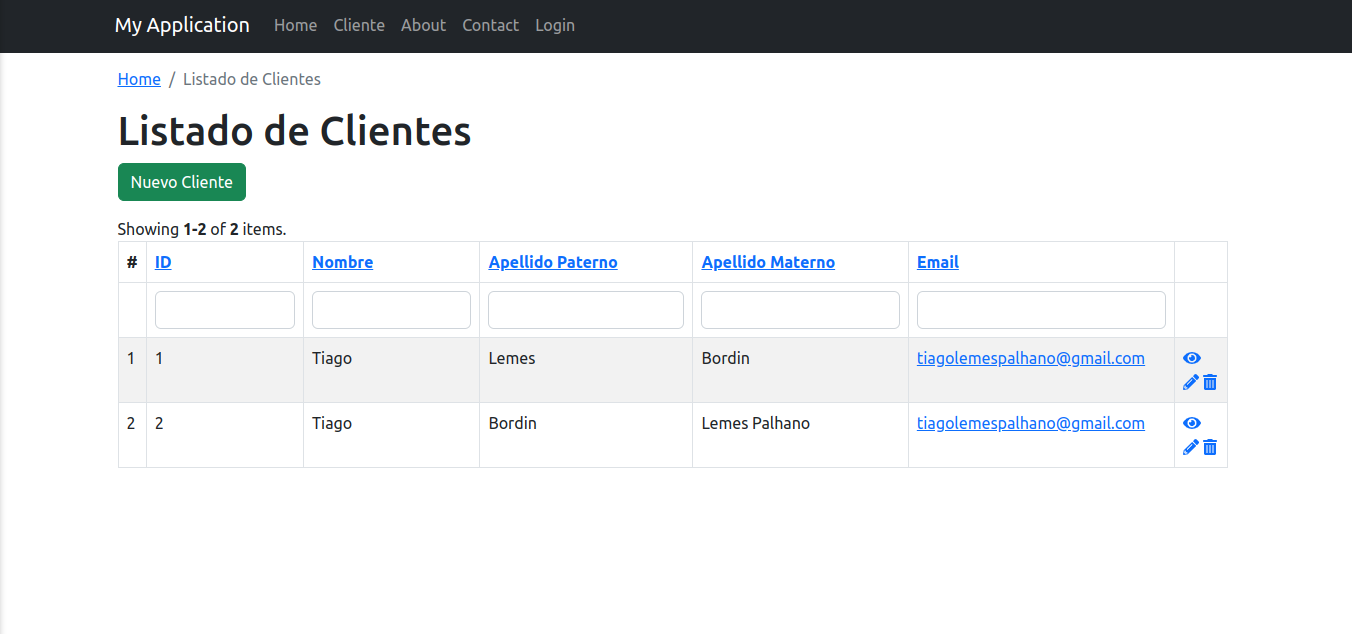 My Application Home Cliente About Contact Login
Home / Listado de Clientes
Listado de Clientes
Nuevo Cliente
Showing 1-2 of 2 items.
# ID Nombre Apellido Paterno Apellido Materno Email
1 1 Tiago Lemes Bordin tiagolemespalhano@gmail.com
2 2 Tiago Bordin Lemes Palhano tiagolemespalhano@gmail.com